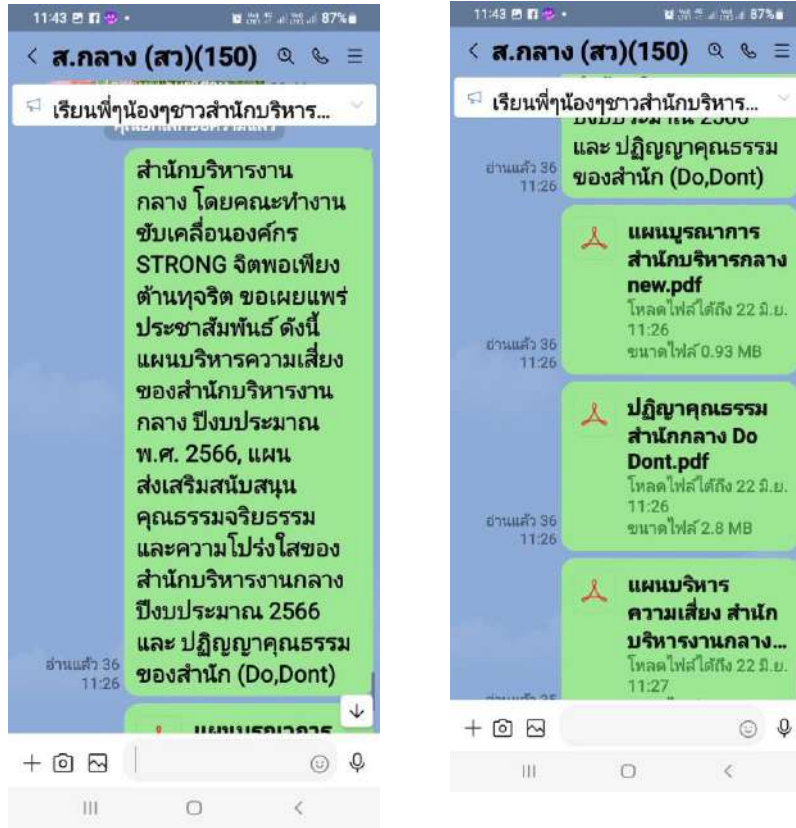 11:43
87%
ส.กลาง (สว)(150)
เรียนพี่ๆน้องๆชาวสำนักบริหาร...
สำนักบริหารงาน
กลาง โดยคณะทำงาน
ขับเคลื่อนองค์กร
STRONG จิตพอเพียง
ต้านทุจริต ขอเผยแพร่
ประชาสัมพันธ์ ดังนี้
แผนบริหารความเสี่ยง
ของสำนักบริหารงาน
กลาง ปีงบประมาณ
พ.ศ. 2566, แผน
ส่งเสริมสนับสนุน
คุณธรรมจริยธรรม
และความโปร่งใสของ
สำนักบริหารงานกลาง
ปีงบประมาณ 2566
และ ปฏิญญาคุณธรรม
ของสำนัก (Do,Dont)
อ่านแล้ว 36
11:26
แผนบูรณาการ
11:43
87%
ส.กลาง (สว)(150)
เรียนพี่ๆน้องๆชาวสำนักบริหาร...
ปีงบประมาณ 2566
และ ปฏิญญาคุณธรรม
ของสำนัก (Do,Dont)
อ่านแล้ว 36
11:26
แผนบูรณาการ
สำนักบริหารกลาง
new.pdf
โหลดไฟล์ได้ถึง 22 มิ.ย.
11:26
ขนาดไฟล์ 0.93 MB
อ่านแล้ว 36
11:26
ปฏิญาคุณธรรม
สำนักกลาง Do
Dont.pdf
โหลดไฟล์ได้ถึง 22 มิ.ย.
11:26
ขนาดไฟล์ 2.8 MB
อ่านแล้ว 36
11:26
แผนบริหาร
ความเสี่ยง สำนัก
บริหารงานกลาง...
โหลดไฟล์ได้ถึง 22 มิ.ย.
11:27